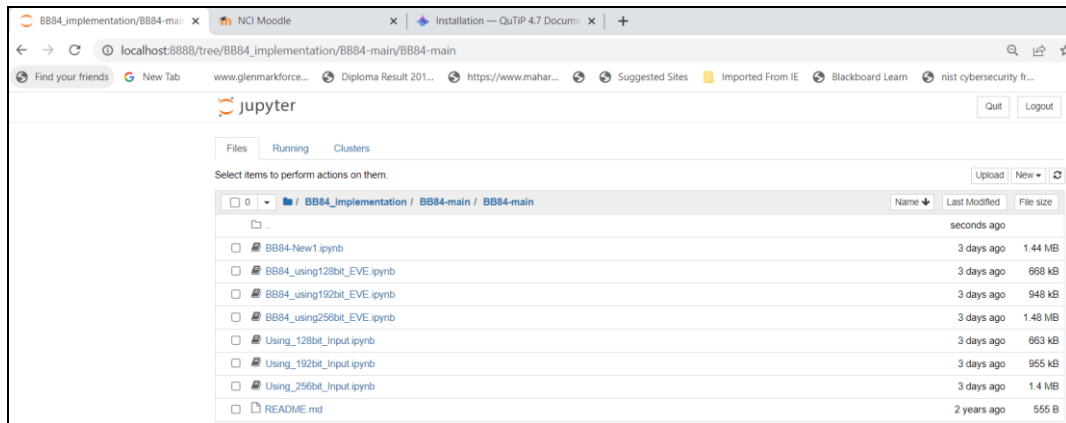 BB84_implementation/BB84-mai
NCI Moodle
Installation — QuTiP 4.7 Docume
localhost:8888/tree/BB84_implementation/BB84-main/BB84-main
Find your friends New Tab www.glenmarkforce... Diploma Result 201... https://www.mahar... Suggested Sites Imported From IE Blackboard Learn nist cybersecurity fr...
jupyter Quit Logout
Files Running Clusters
Select items to perform actions on them. Upload New
0 / BB84_implementation / BB84-main / BB84-main Name Last Modified File size
.. seconds ago
BB84-New1.ipynb 3 days ago 1.44 MB
BB84_using128bit_EVE.ipynb 3 days ago 668 kB
BB84_using192bit_EVE.ipynb 3 days ago 948 kB
BB84_using256bit_EVE.ipynb 3 days ago 1.48 MB
Using_128bit_Input.ipynb 3 days ago 663 kB
Using_192bit_Input.ipynb 3 days ago 955 kB
Using_256bit_Input.ipynb 3 days ago 1.4 MB
README.md 2 years ago 555 B